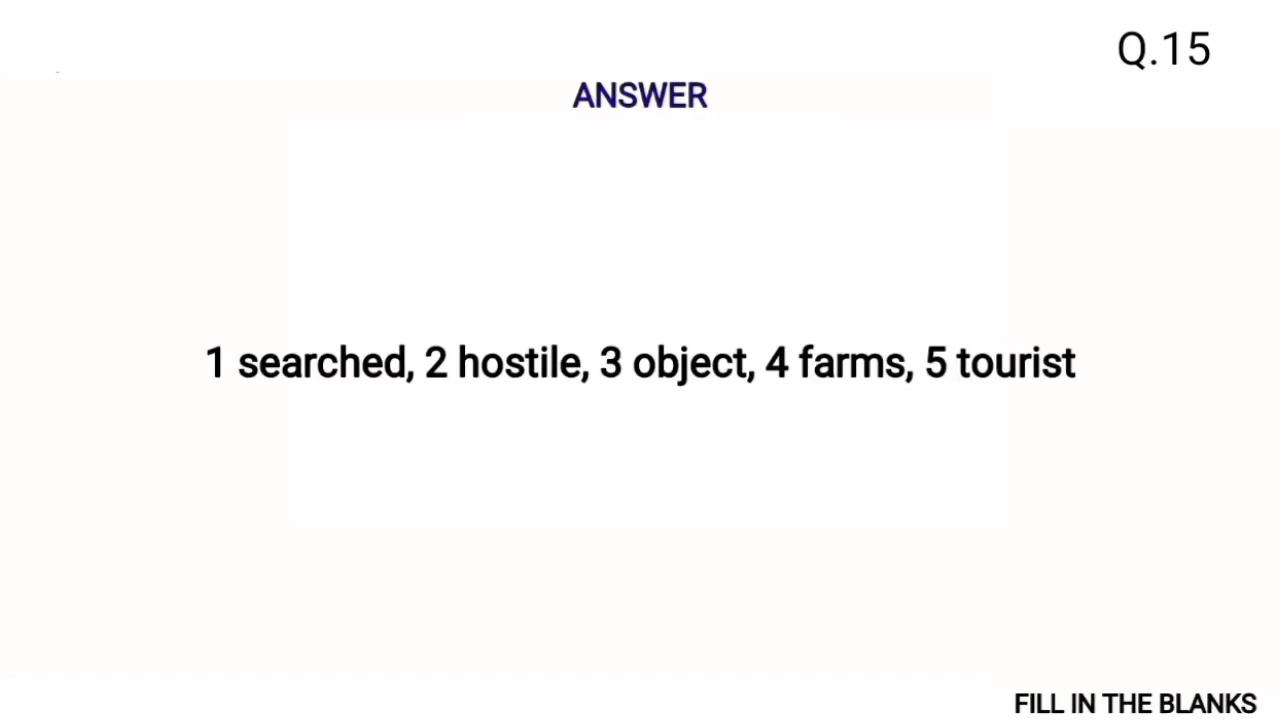 Q.15
ANSWER
1 searched, 2 hostile, 3 object, 4 farms, 5 tourist
FILL IN THE BLANKS